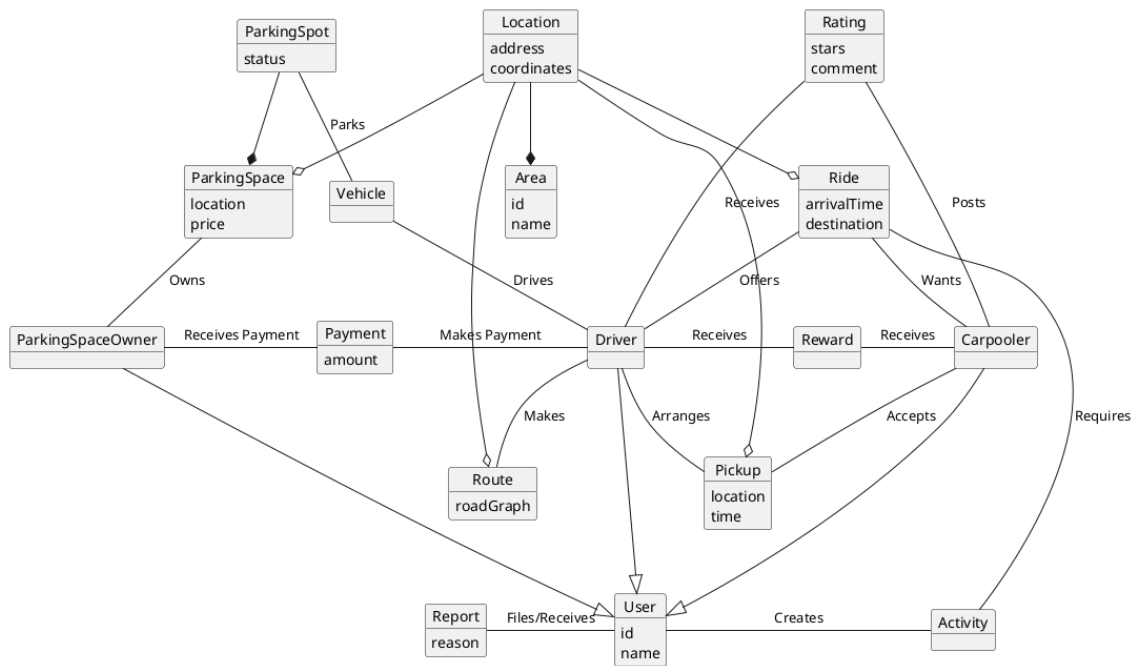 ParkingSpot
status
Location
address
coordinates
Rating
stars
comment
Parks
ParkingSpace
location
price
Vehicle
Area
id
name
Receives
Ride
arrivalTime
destination
Posts
Owns
Drives
Offers
Wants
ParkingSpaceOwner
Receives Payment
Payment
amount
Makes Payment
Driver
Receives
Reward
Receives
Carpooler
Makes
Arranges
Accepts
Requires
Route
roadGraph
Pickup
location
time
Report
reason
Files/Receives
User
id
name
Creates
Activity